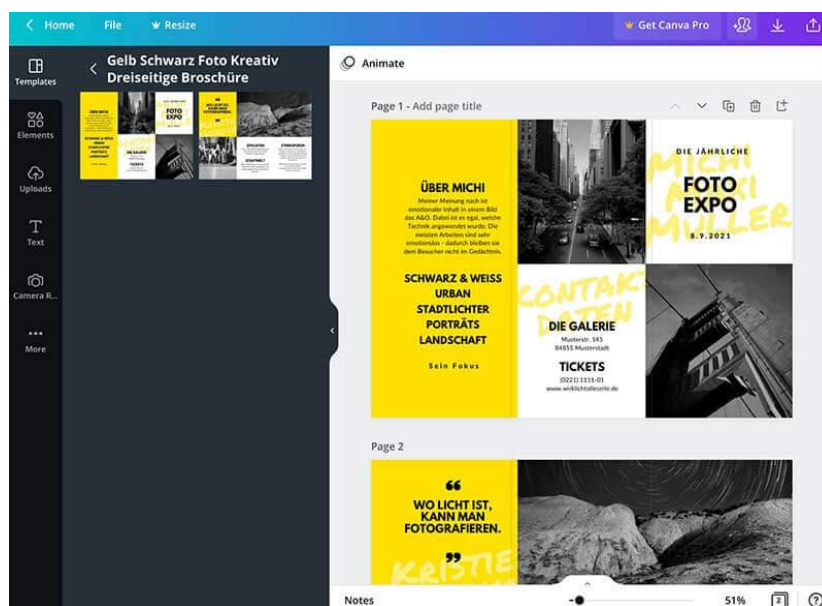 Home File Resize Get Canva Pro
Templates
Elements
Uploads
Text
Camera R...
More
Gelb Schwarz Foto Kreativ
Dreiseitige Broschüre
Animate
Page 1 - Add page title
ÜBER MICHI
Meiner Meinung nach ist
emotionaler Inhalt in einem Bild
das A&O. Dabei ist es egal, welche
Technik angewendet wurde. Die
meisten Arbeiten sind sehr
emotionslos - dadurch bleiben sie
dem Besucher nicht im Gedächtnis.
SCHWARZ & WEISS
URBAN
STADTLICHTER
PORTRÄTS
LANDSCHAFT
Sein Fokus
KONTAKT
DATEN
DIE GALERIE
Musterstr. 145
84855 Musterstadt
TICKETS
(0221) 1111-01
www.wirklichtolleseite.de
MICHI
MULLER
DIE JÄHRLICHE
FOTO
EXPO
8.9.2021
Page 2
“
WO LICHT IST,
KANN MAN
FOTOGRAFIEREN.
”
KRISTIE
Notes 51% 2 ?